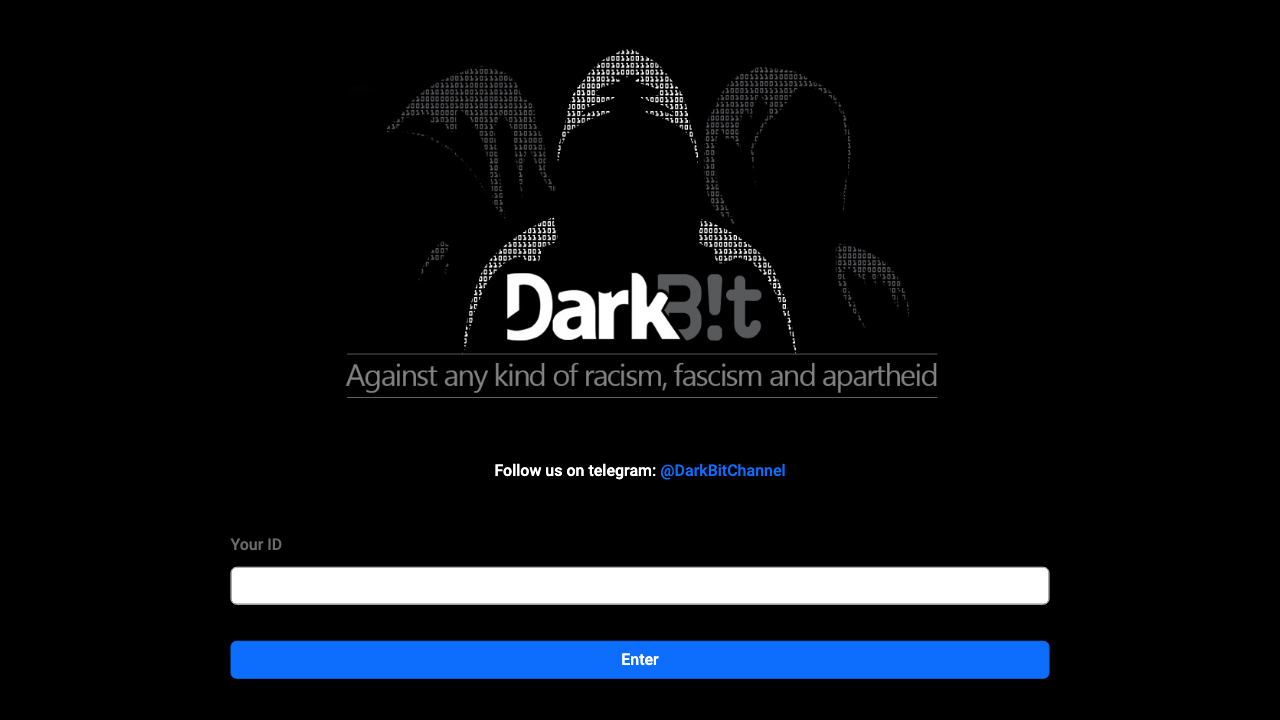 DarkB!t
Against any kind of racism, fascism and apartheid
Follow us on telegram: @DarkBitChannel
Your ID
Enter